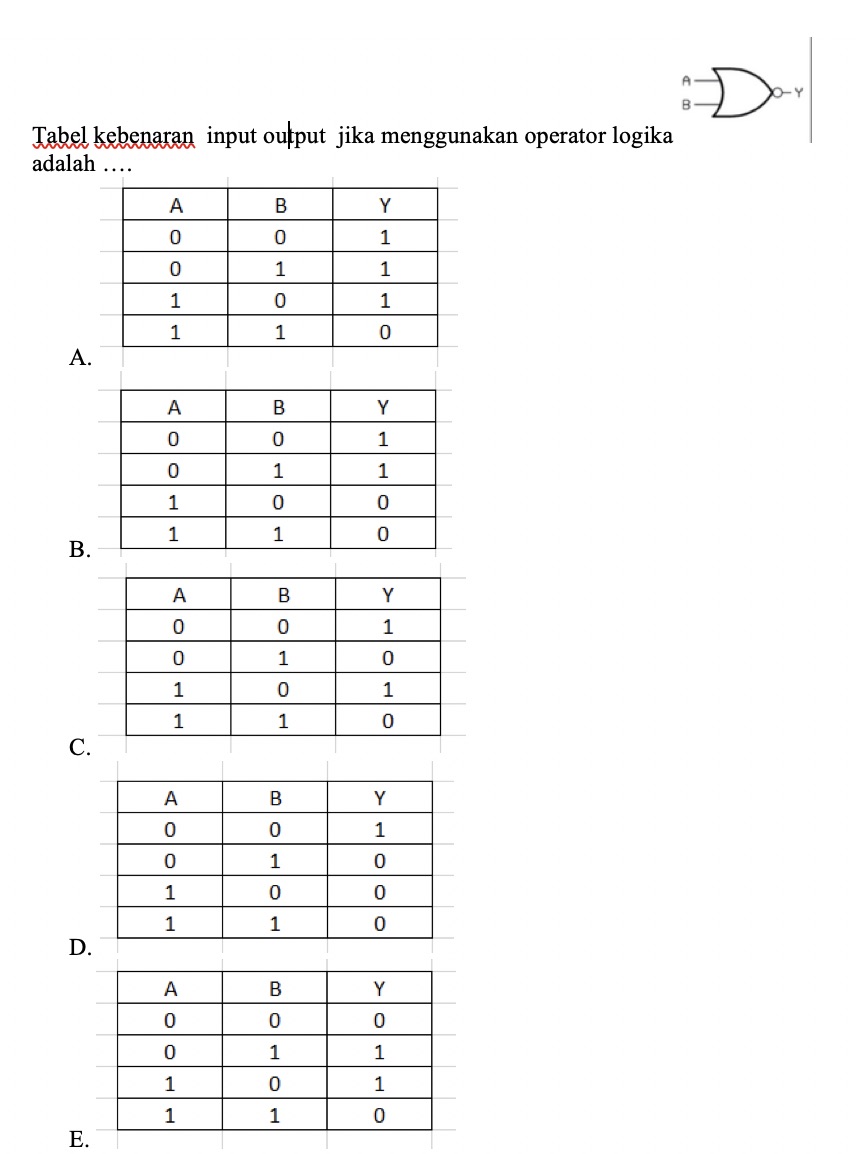 A
B
Y
Tabel kebenaran input output jika menggunakan operator logika
adalah ....
A B Y
0 0 1
0 1 1
1 0 1
1 1 0
A.
A B Y
0 0 1
0 1 1
1 0 0
1 1 0
B.
A B Y
0 0 1
0 1 0
1 0 1
1 1 0
C.
A B Y
0 0 1
0 1 0
1 0 0
1 1 0
D.
A B Y
0 0 0
0 1 1
1 0 1
1 1 0
E.